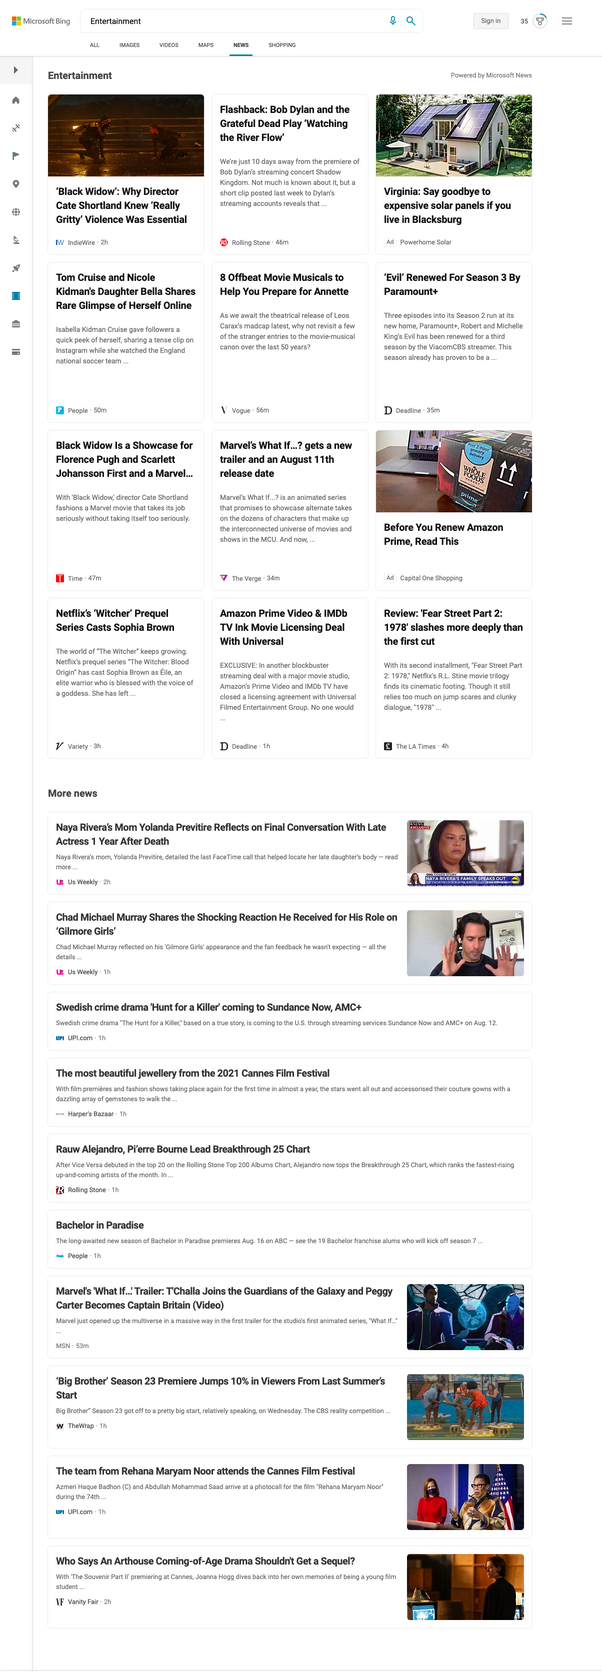 Microsoft Bing
Entertainment
Sign in
35
ALL
IMAGES
VIDEOS
MAPS
NEWS
SHOPPING
Entertainment
Powered by Microsoft News
'Black Widow': Why Director
Cate Shortland Knew 'Really
Gritty' Violence Was Essential
IndieWire · 2h
Flashback: Bob Dylan and the
Grateful Dead Play 'Watching
the River Flow'
We're just 10 days away from the premiere of
Bob Dylan's streaming concert Shadow
Kingdom. Not much is known about it, but a
short clip posted last week to Dylan's
streaming accounts reveals that ...
Rolling Stone · 46m
Virginia: Say goodbye to
expensive solar panels if you
live in Blacksburg
Ad Powerhome Solar
Tom Cruise and Nicole
Kidman's Daughter Bella Shares
Rare Glimpse of Herself Online
Isabella Kidman Cruise gave followers a
quick peek of herself, sharing a tense clip on
Instagram while she watched the England
national soccer team ...
People · 50m
8 Offbeat Movie Musicals to
Help You Prepare for Annette
As we await the theatrical release of Leos
Carax's madcap latest, why not revisit a few
of the stranger entries to the movie-musical
canon over the last 50 years?
Vogue · 56m
'Evil' Renewed For Season 3 By
Paramount+
Three episodes into its Season 2 run at its
new home, Paramount+, Robert and Michelle
King's Evil has been renewed for a third
season by the ViacomCBS streamer. This
season already has proven to be a ...
Deadline · 35m
Black Widow Is a Showcase for
Florence Pugh and Scarlett
Johansson First and a Marvel...
With 'Black Widow,' director Cate Shortland
fashions a Marvel movie that takes its job
seriously without taking itself too seriously.
Time · 47m
Marvel's What If...? gets a new
trailer and an August 11th
release date
Marvel's What If...? is an animated series
that promises to showcase alternate takes
on the dozens of characters that make up
the interconnected universe of movies and
shows in the MCU. And now, ...
The Verge · 34m
WHOLE
FOODS
prime
Before You Renew Amazon
Prime, Read This
Ad Capital One Shopping
Netflix's 'Witcher' Prequel
Series Casts Sophia Brown
The world of "The Witcher" keeps growing.
Netflix's prequel series "The Witcher: Blood
Origin" has cast Sophia Brown as Éile, an
elite warrior who is blessed with the voice of
a goddess. She has left ...
Variety · 3h
Amazon Prime Video & IMDb
TV Ink Movie Licensing Deal
With Universal
EXCLUSIVE: In another blockbuster
streaming deal with a major movie studio,
Amazon's Prime Video and IMDb TV have
closed a licensing agreement with Universal
Filmed Entertainment Group. No one would
...
Deadline · 1h
Review: 'Fear Street Part 2:
1978' slashes more deeply than
the first cut
With its second installment, "Fear Street Part
2: 1978," Netflix's R.L. Stine movie trilogy
finds its cinematic footing. Though it still
relies too much on jump scares and clunky
dialogue, "1978" ...
The LA Times · 4h
More news
Naya Rivera's Mom Yolanda Previtire Reflects on Final Conversation With Late
Actress 1 Year After Death
Naya Rivera's mom, Yolanda Previtire, detailed the last FaceTime call that helped locate her late daughter's body — read
more ...
Us Weekly · 2h
NAYA RIVERA'S FAMILY SPEAKS OUT
Chad Michael Murray Shares the Shocking Reaction He Received for His Role on
'Gilmore Girls'
Chad Michael Murray reflected on his 'Gilmore Girls' appearance and the fan feedback he wasn't expecting — all the
details ...
Us Weekly · 1h
Swedish crime drama 'Hunt for a Killer' coming to Sundance Now, AMC+
Swedish crime drama "The Hunt for a Killer," based on a true story, is coming to the U.S. through streaming services Sundance Now and AMC+ on Aug. 12.
UPI UPI.com · 1h
The most beautiful jewellery from the 2021 Cannes Film Festival
With film premières and fashion shows taking place again for the first time in almost a year, the stars went all out and accessorised their couture gowns with a
dazzling array of gemstones to walk the ...
Harper's Bazaar · 1h
Rauw Alejandro, Pi'erre Bourne Lead Breakthrough 25 Chart
After Vice Versa debuted in the top 20 on the Rolling Stone Top 200 Albums Chart, Alejandro now tops the Breakthrough 25 Chart, which ranks the fastest-rising
up-and-coming artists of the month. In ...
Rolling Stone · 1h
Bachelor in Paradise
The long-awaited new season of Bachelor in Paradise premieres Aug. 16 on ABC — see the 19 Bachelor franchise alums who will kick off season 7 ...
People · 1h
Marvel's 'What If...' Trailer: T'Challa Joins the Guardians of the Galaxy and Peggy
Carter Becomes Captain Britain (Video)
Marvel just opened up the multiverse in a massive way in the first trailer for the studio's first animated series, "What If..."
...
MSN · 53m
'Big Brother' Season 23 Premiere Jumps 10% in Viewers From Last Summer's
Start
Big Brother" Season 23 got off to a pretty big start, relatively speaking, on Wednesday. The CBS reality competition ...
TheWrap · 1h
The team from Rehana Maryam Noor attends the Cannes Film Festival
Azmeri Haque Badhon (C) and Abdullah Mohammad Saad arrive at a photocall for the film "Rehana Maryam Noor"
during the 74th ...
UPI UPI.com · 1h
Who Says An Arthouse Coming-of-Age Drama Shouldn't Get a Sequel?
With 'The Souvenir Part II' premiering at Cannes, Joanna Hogg dives back into her own memories of being a young film
student ...
VF Vanity Fair · 2h